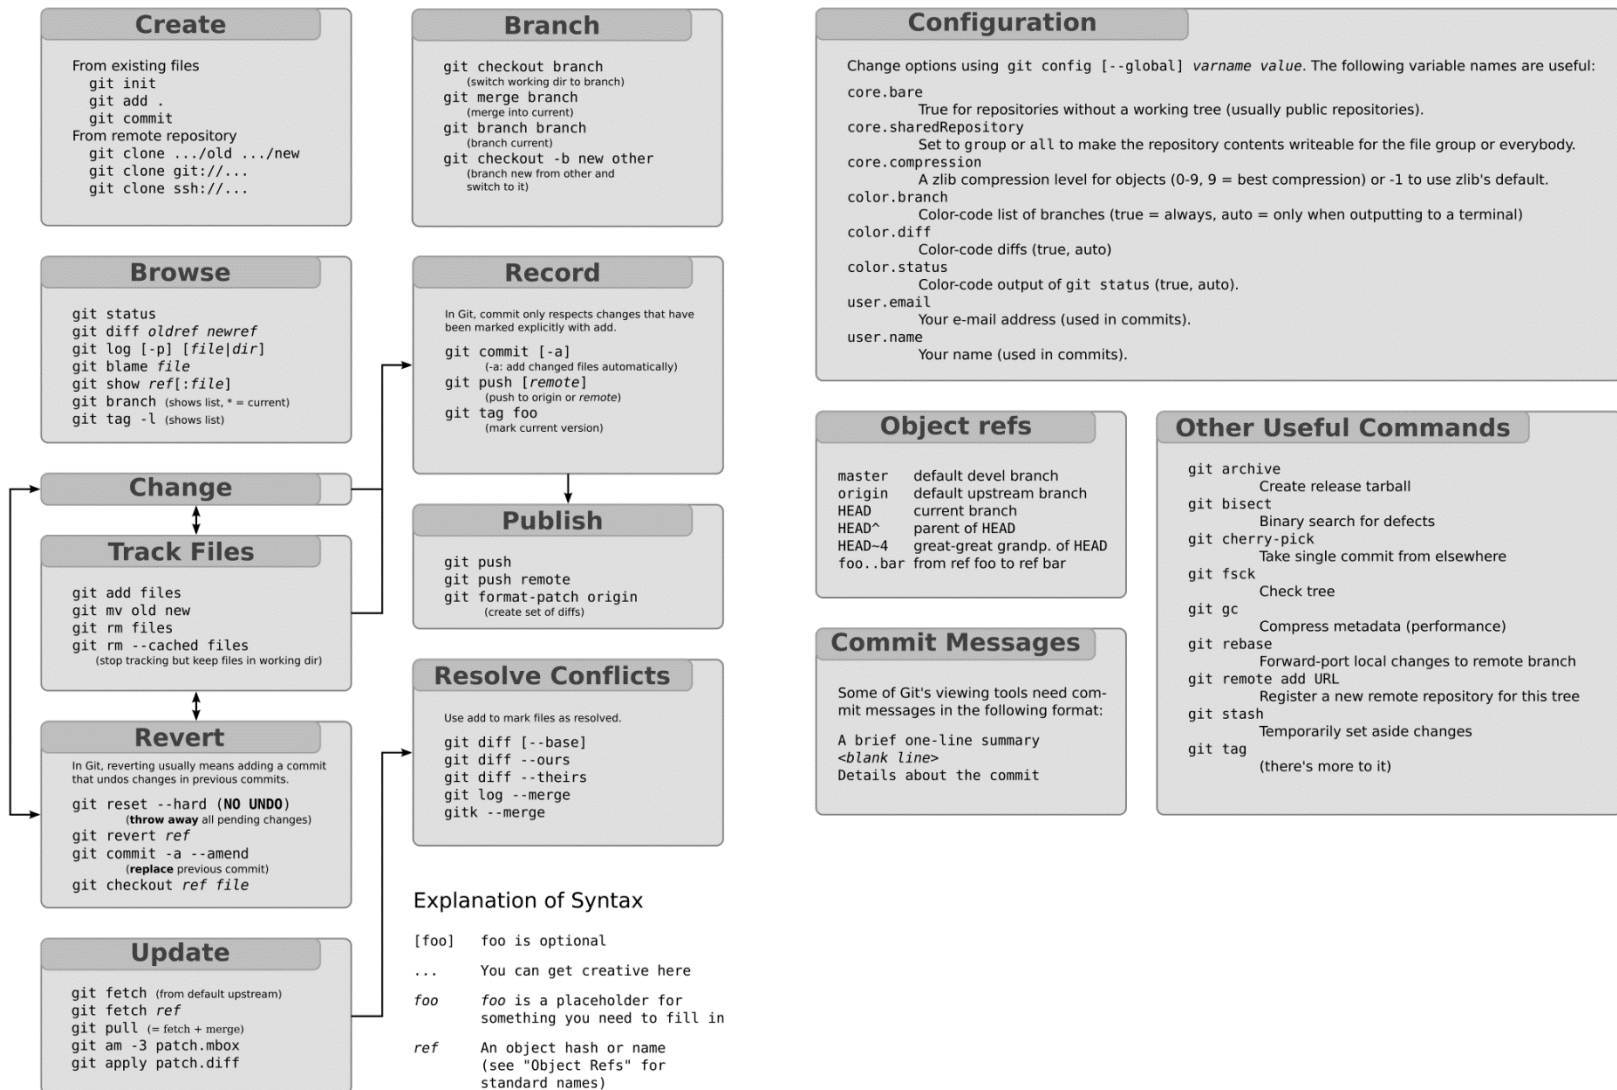 Create
From existing files
git init
git add .
git commit
From remote repository
git clone .../old .../new
git clone git://...
git clone ssh://...
Browse
git status
git diff oldref newref
git log [-p] [file|dir]
git blame file
git show ref[:file]
git branch (shows list, * = current)
git tag -l (shows list)
Change
Track Files
git add files
git mv old new
git rm files
git rm --cached files
(stop tracking but keep files in working dir)
Revert
In Git, reverting usually means adding a commit
that undos changes in previous commits.
git reset --hard (NO UNDO)
(throw away all pending changes)
git revert ref
git commit -a --amend
(replace previous commit)
git checkout ref file
Update
git fetch (from default upstream)
git fetch ref
git pull (= fetch + merge)
git am -3 patch.mbox
git apply patch.diff
Branch
git checkout branch
(switch working dir to branch)
git merge branch
(merge into current)
git branch branch
(branch current)
git checkout -b new other
(branch new from other and
switch to it)
Record
In Git, commit only respects changes that have
been marked explicitly with add.
git commit [-a]
(-a: add changed files automatically)
git push [remote]
(push to origin or remote)
git tag foo
(mark current version)
Publish
git push
git push remote
git format-patch origin
(create set of diffs)
Resolve Conflicts
Use add to mark files as resolved.
git diff [--base]
git diff --ours
git diff --theirs
git log --merge
gitk --merge
Explanation of Syntax
[foo] foo is optional
... You can get creative here
foo foo is a placeholder for
something you need to fill in
ref An object hash or name
(see "Object Refs" for
standard names)
Configuration
Change options using git config [--global] varname value. The following variable names are useful:
core.bare
True for repositories without a working tree (usually public repositories).
core.sharedRepository
Set to group or all to make the repository contents writeable for the file group or everybody.
core.compression
A zlib compression level for objects (0-9, 9 = best compression) or -1 to use zlib's default.
color.branch
Color-code list of branches (true = always, auto = only when outputting to a terminal)
color.diff
Color-code diffs (true, auto)
color.status
Color-code output of git status (true, auto).
user.email
Your e-mail address (used in commits).
user.name
Your name (used in commits).
Object refs
master default devel branch
origin default upstream branch
HEAD current branch
HEAD^ parent of HEAD
HEAD~4 great-great grandp. of HEAD
foo..bar from ref foo to ref bar
Commit Messages
Some of Git's viewing tools need com-
mit messages in the following format:
A brief one-line summary
<blank line>
Details about the commit
Other Useful Commands
git archive
Create release tarball
git bisect
Binary search for defects
git cherry-pick
Take single commit from elsewhere
git fsck
Check tree
git gc
Compress metadata (performance)
git rebase
Forward-port local changes to remote branch
git remote add URL
Register a new remote repository for this tree
git stash
Temporarily set aside changes
git tag
(there's more to it)